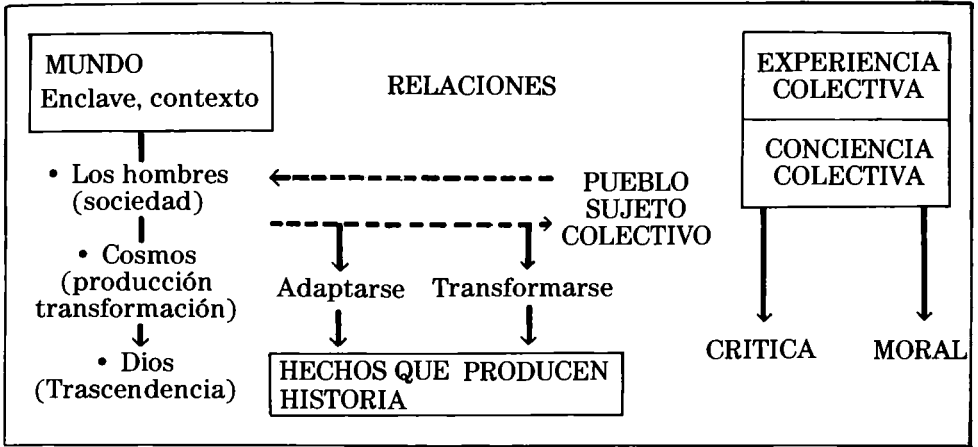 MUNDO
Enclave, contexto
RELACIONES
EXPERIENCIA
COLECTIVA
CONCIENCIA
COLECTIVA
• Los hombres
(sociedad)
• Cosmos
(producción
transformación)
• Dios
(Trascendencia)
PUEBLO
SUJETO
COLECTIVO
Adaptarse Transformarse
HECHOS QUE PRODUCEN
HISTORIA
CRITICA MORAL